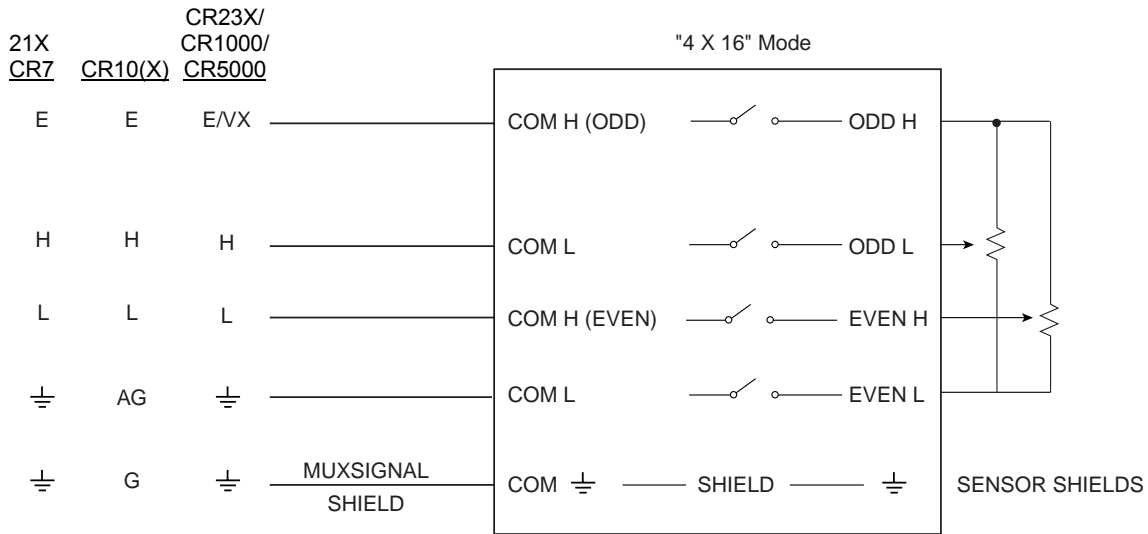 CR23X/
21X CR1000/ "4 X 16" Mode
CR7 CR10(X) CR5000
E E E/VX COM H (ODD) ODD H
H H H COM L ODD L
L L L COM H (EVEN) EVEN H
AG COM L EVEN L
G MUXSIGNAL COM SHIELD SENSOR SHIELDS
SHIELD